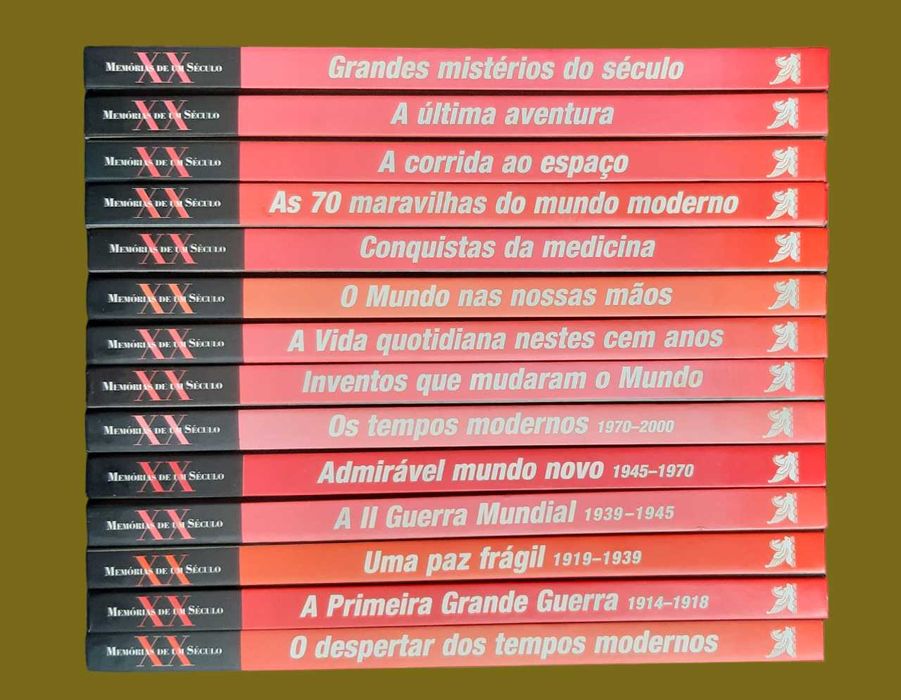 XX
MEMÓRIAS DE UM SÉCULO
Grandes mistérios do século
XX
MEMÓRIAS DE UM SÉCULO
A última aventura
XX
MEMÓRIAS DE UM SÉCULO
A corrida ao espaço
XX
MEMÓRIAS DE UM SÉCULO
As 70 maravilhas do mundo moderno
XX
MEMÓRIAS DE UM SÉCULO
Conquistas da medicina
XX
MEMÓRIAS DE UM SÉCULO
O Mundo nas nossas mãos
XX
MEMÓRIAS DE UM SÉCULO
A Vida quotidiana nestes cem anos
XX
MEMÓRIAS DE UM SÉCULO
Inventos que mudaram o Mundo
XX
MEMÓRIAS DE UM SÉCULO
Os tempos modernos 1970–2000
XX
MEMÓRIAS DE UM SÉCULO
Admirável mundo novo 1945–1970
XX
MEMÓRIAS DE UM SÉCULO
A II Guerra Mundial 1939–1945
XX
MEMÓRIAS DE UM SÉCULO
Uma paz frágil 1919–1939
XX
MEMÓRIAS DE UM SÉCULO
A Primeira Grande Guerra 1914–1918
XX
MEMÓRIAS DE UM SÉCULO
O despertar dos tempos modernos